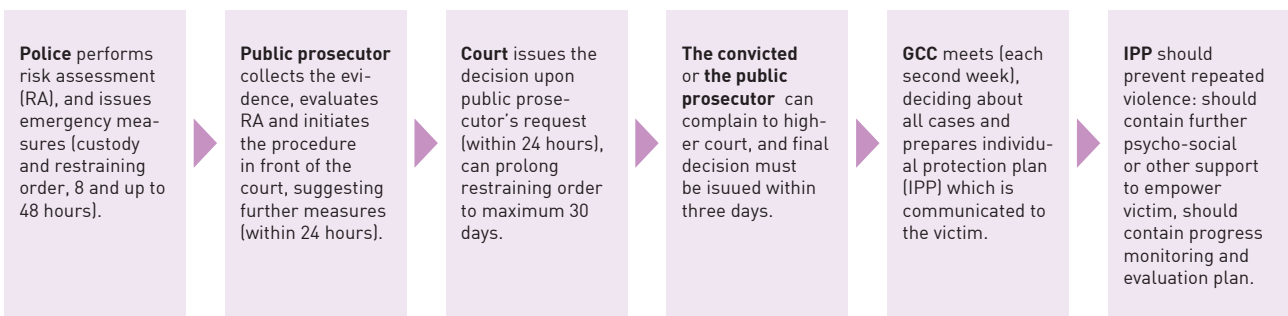 Police performs
risk assessment
(RA), and issues
emergency mea-
sures (custody
and restraining
order, 8 and up to
48 hours).
Public prosecutor
collects the evi-
dence, evaluates
RA and initiates
the procedure
in front of the
court, suggesting
further measures
(within 24 hours).
Court issues the
decision upon
public prose-
cutor's request
(within 24 hours),
can prolong
restraining order
to maximum 30
days.
The convicted
or the public
prosecutor can
complain to high-
er court, and final
decision must
be isuued within
three days.
GCC meets (each
second week),
deciding about
all cases and
prepares individu-
al protection plan
(IPP) which is
communicated to
the victim.
IPP should
prevent repeated
violence: should
contain further
psycho-social
or other support
to empower
victim, should
contain progress
monitoring and
evaluation plan.